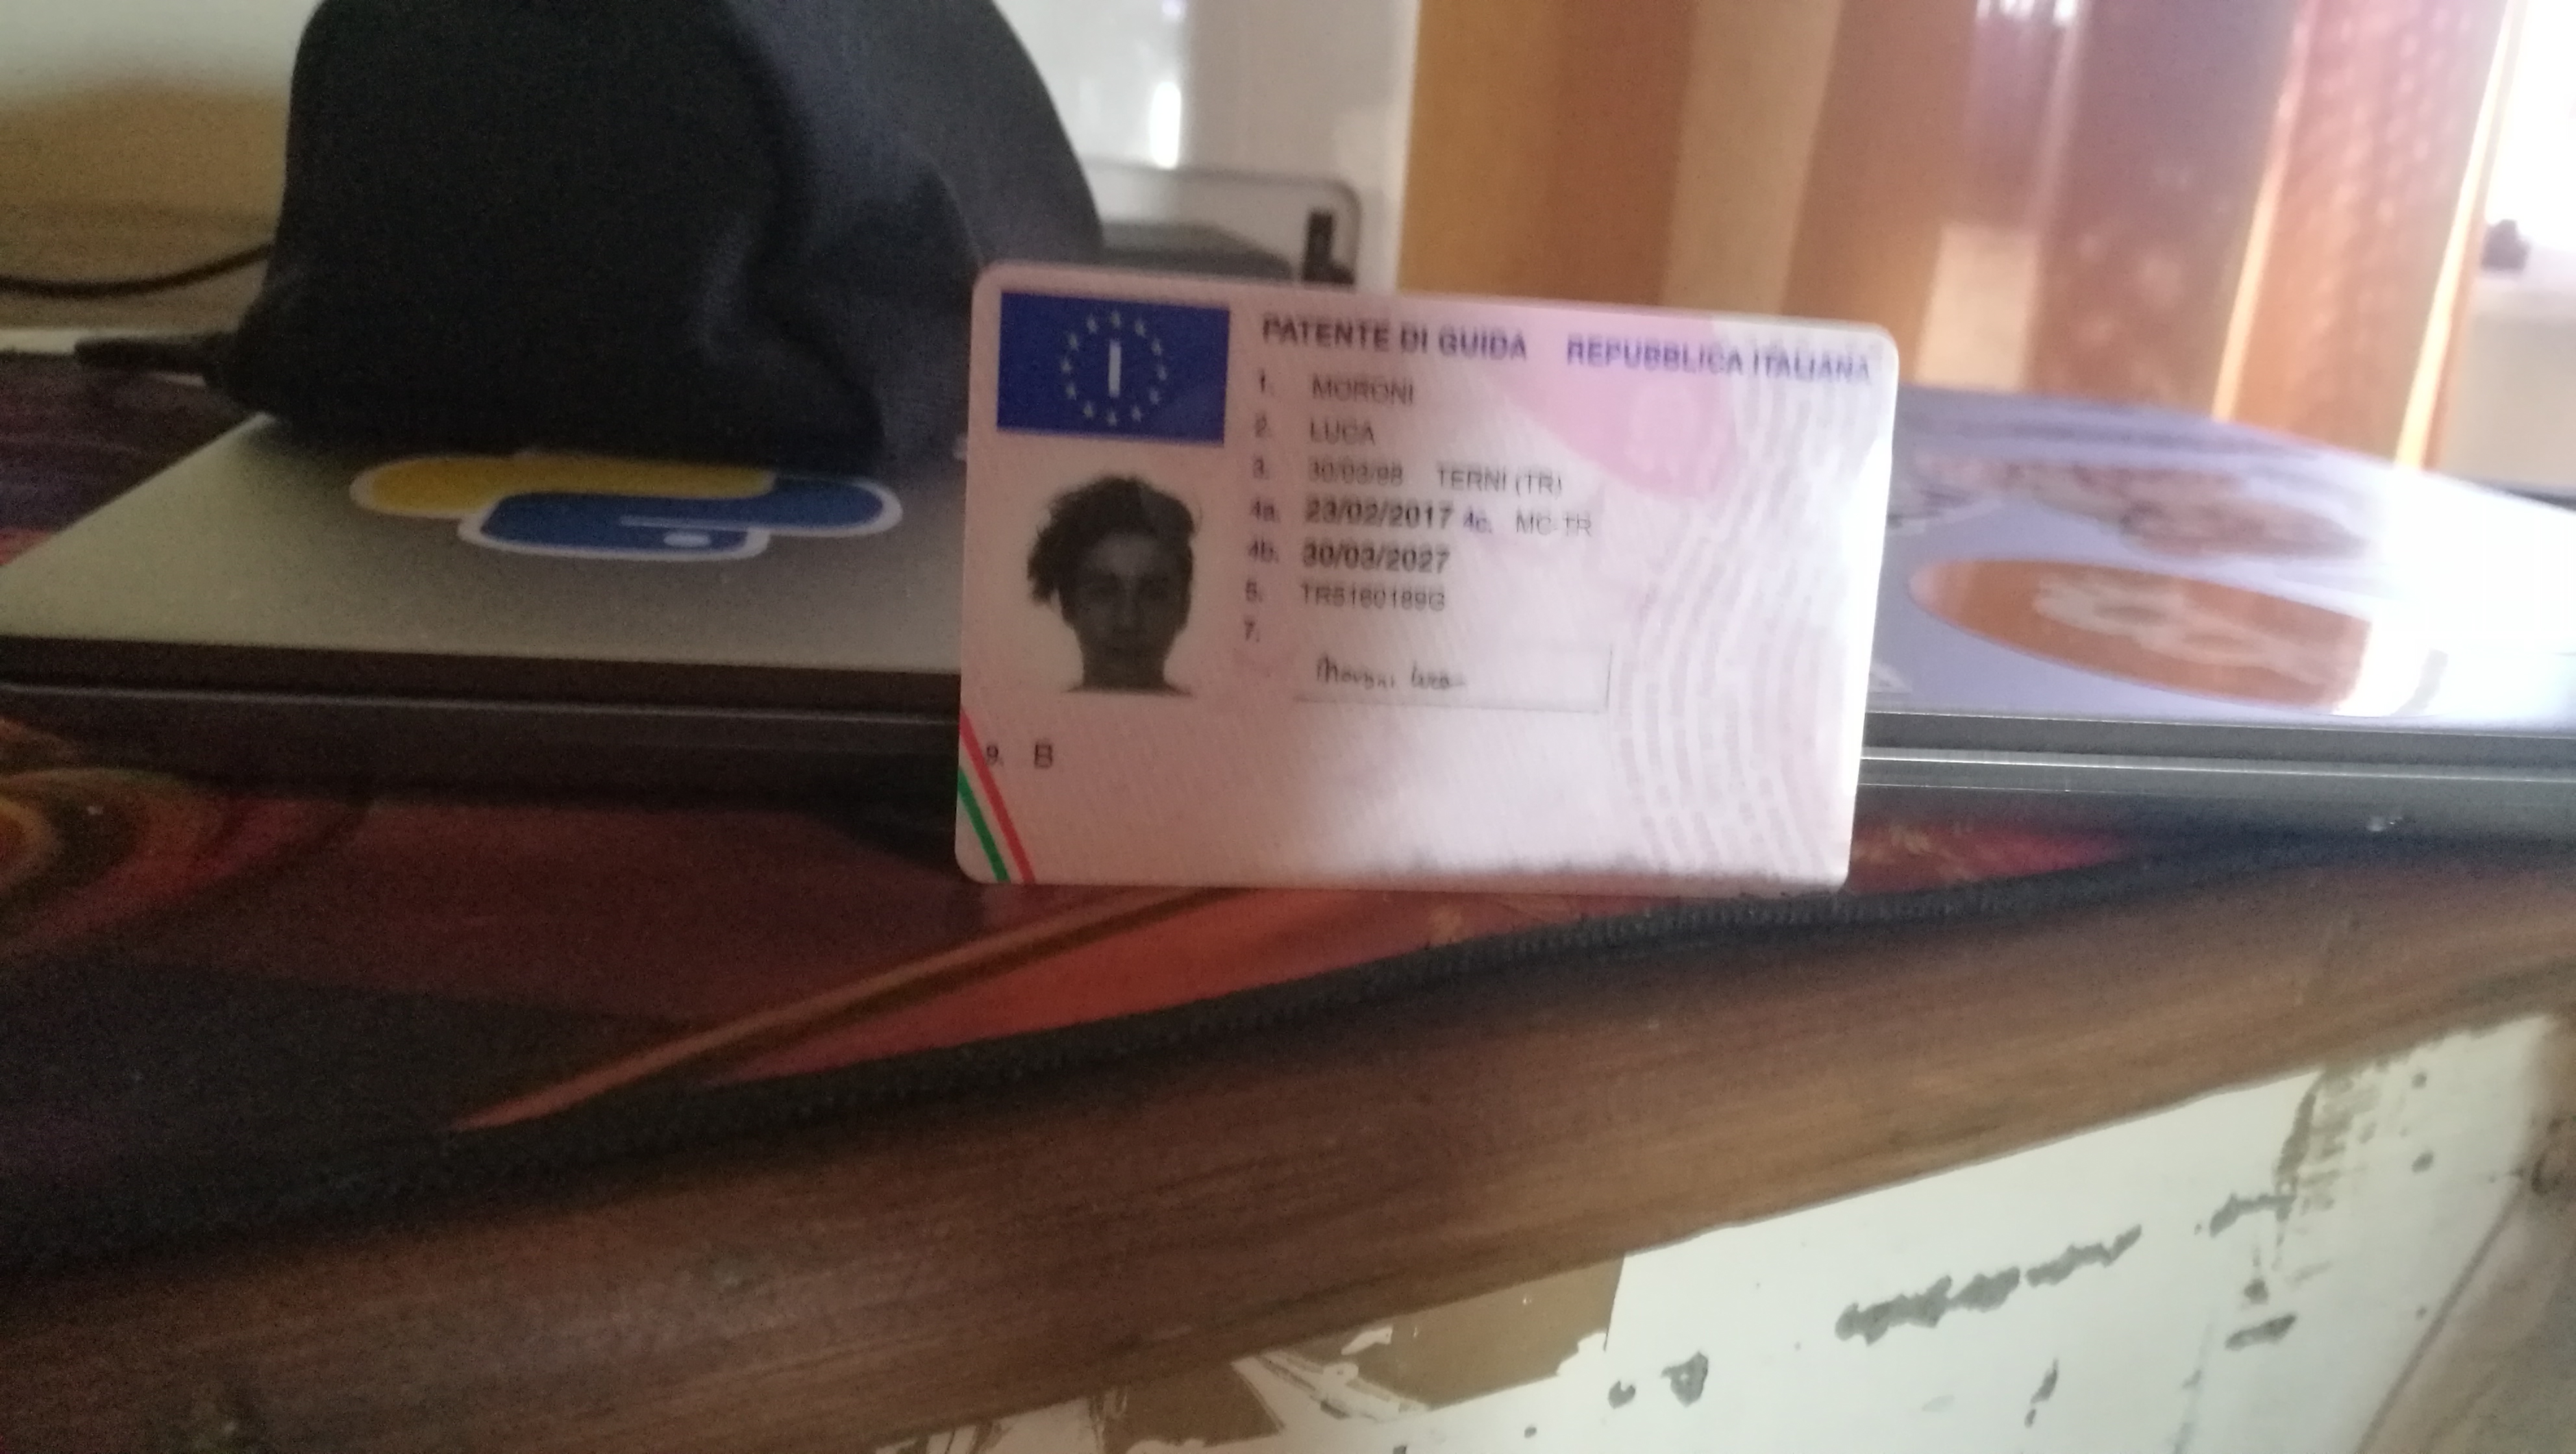 PATENTE DI GUIDA REPUBBLICA ITALIANA
1. MORONI
2. LUCA
3. 30/03/98 TERNI (TR)
4a. 23/02/2017 4c. MC-TR
4b. 30/03/2027
5. TR5160189G
7.
Moroni Luca
9. B